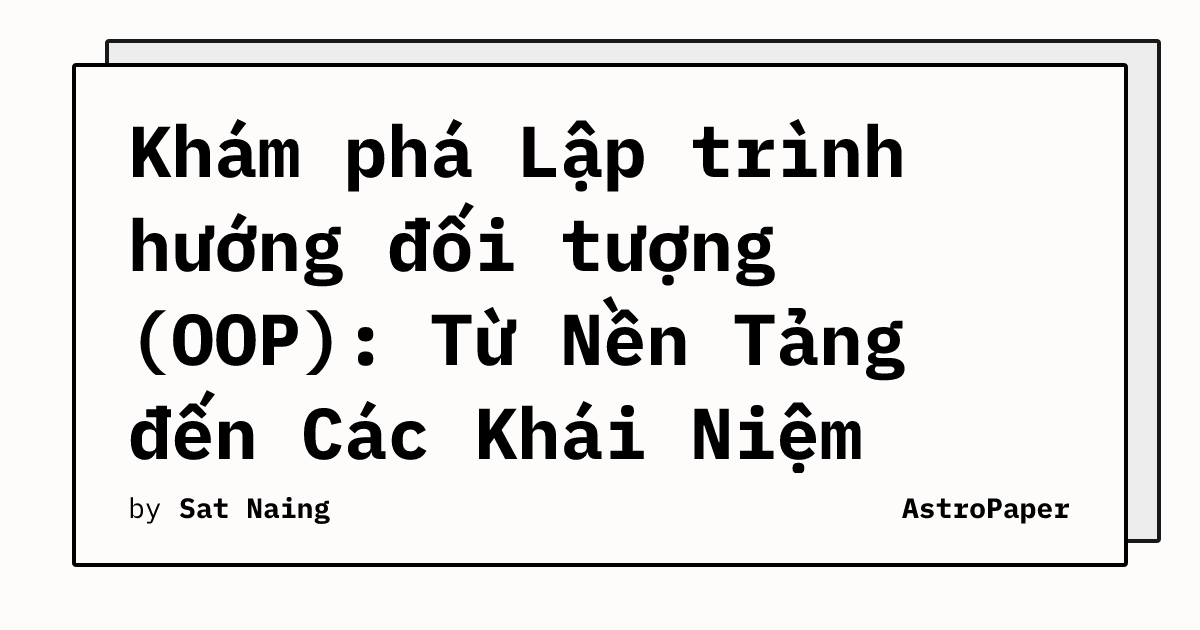 Khám phá Lập trình
hướng đối tượng
(OOP): Từ Nền Tảng
đến Các Khái Niệm
by Sat Naing
AstroPaper